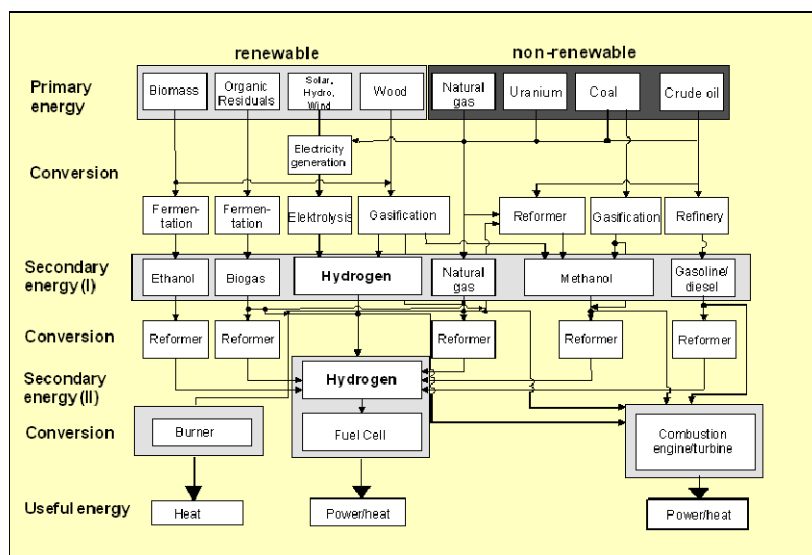 renewable
non-renewable
Primary
energy
Biomass
Organic
Residuals
Solar,
Hydro,
Wind
Wood
Natural
gas
Uranium
Coal
Crude oil
Electricity
generation
Conversion
Fermen-
tation
Fermen-
tation
Elektrolysis
Gasification
Reformer
Gasification
Refinery
Secondary
energy (I)
Ethanol
Biogas
Hydrogen
Natural
gas
Methanol
Gasoline/
diesel
Conversion
Reformer
Reformer
Reformer
Reformer
Reformer
Secondary
energy (II)
Hydrogen
Conversion
Burner
Fuel Cell
Combustion
engine/turbine
Useful energy
Heat
Power/heat
Power/heat